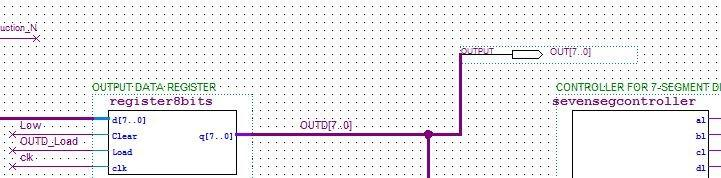 uction_N
OUTPUT OUT[7..0]
OUTPUT DATA REGISTER
CONTROLLER FOR 7-SEGMENT DI
register8bits
sevensegcontroller
d[7..0]
Clear
Load
clk
q[7..0]
Low
OUTD_Load
clk
OUTD[7..0]
a1
b1
c1
d1